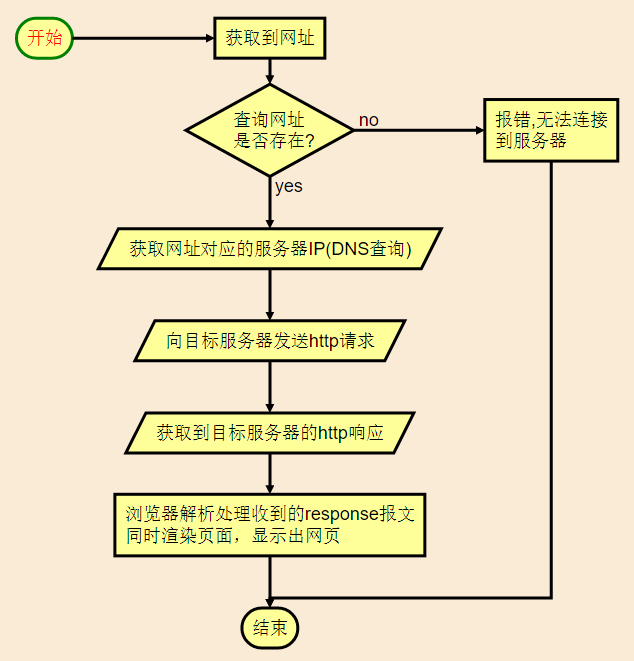 开始
获取到网址
查询网址
是否存在?
no
报错,无法连接
到服务器
yes
获取网址对应的服务器IP(DNS查询)
向目标服务器发送http请求
获取到目标服务器的http响应
浏览器解析处理收到的response报文
同时渲染页面，显示出网页
结束